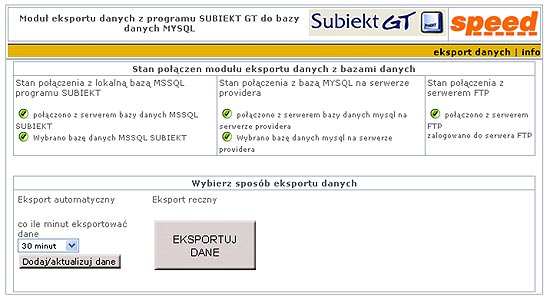 Moduł eksportu danych z programu SUBIEKT GT do bazy
danych MYSQL
Subiekt GT
speed
eksport danych | info
Stan połączen modułu eksportu danych z bazami danych
Stan połączenia z lokalną bazą MSSQL
programu SUBIEKT
połączono z serwerem bazy danych MSSQL
SUBIEKT
Wybrano bazę danych MSSQL SUBIEKT
Stan połączenia z bazą MYSQL na serwerze
providera
połączono z serwerem bazy danych mysql na
serwerze providera
Wybrano bazę danych mysql na serwerze
providera
Stan połączenia z
serwerem FTP
połączono z serwerem
FTP
zalogowano do serwera FTP
Wybierz sposób eksportu danych
Eksport automatyczny
co ile minut eksportować
dane
30 minut
Dodaj/aktualizuj dane
Eksport reczny
EKSPORTUJ
DANE